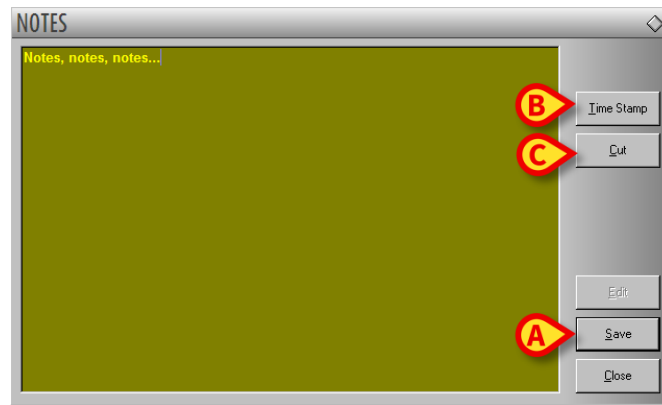 NOTES
Notes, notes, notes...
B
Time Stamp
C
Cut
Edit
A
Save
Close